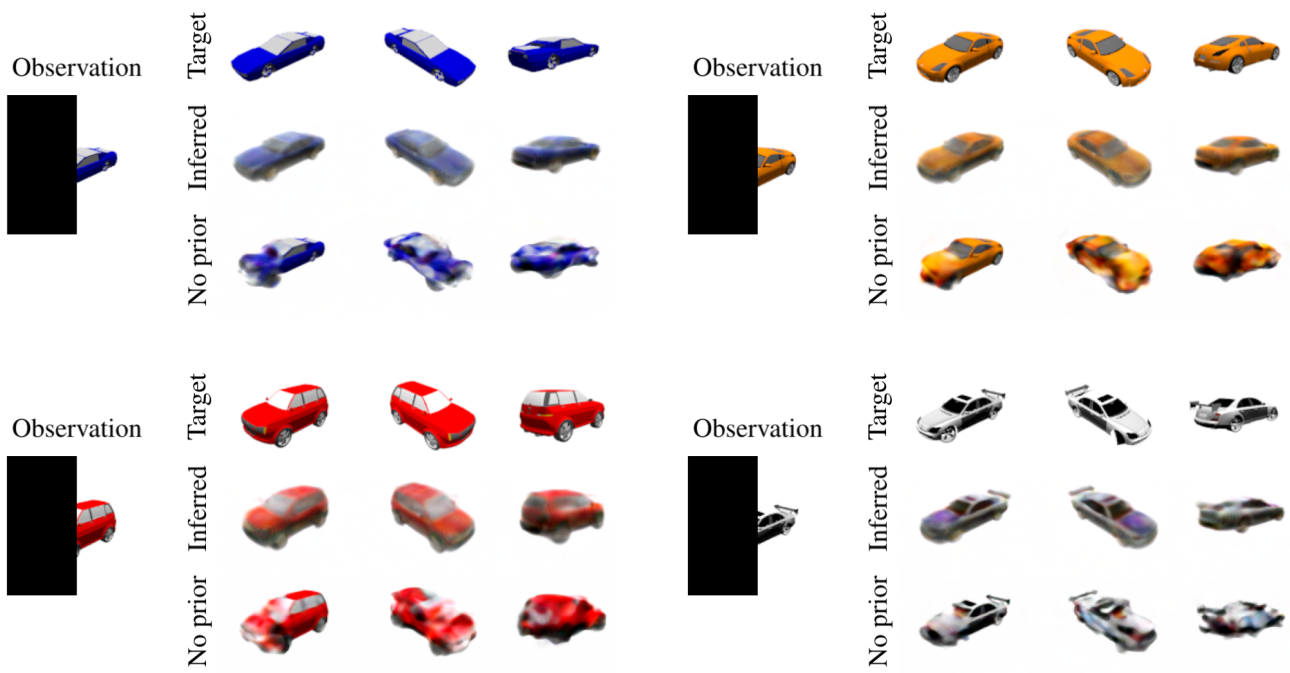 Observation
Target
Inferred
No prior
Observation
Target
Inferred
No prior
Observation
Target
Inferred
No prior
Observation
Target
Inferred
No prior